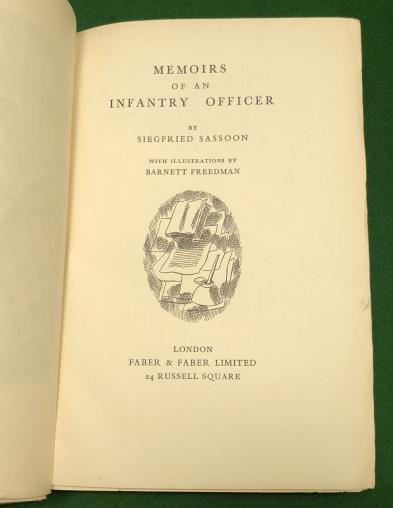 MEMOIRS
OF AN
INFANTRY OFFICER
BY
SIEGFRIED SASSOON
WITH ILLUSTRATIONS BY
BARNETT FREEDMAN
LONDON
FABER & FABER LIMITED
24 RUSSELL SQUARE